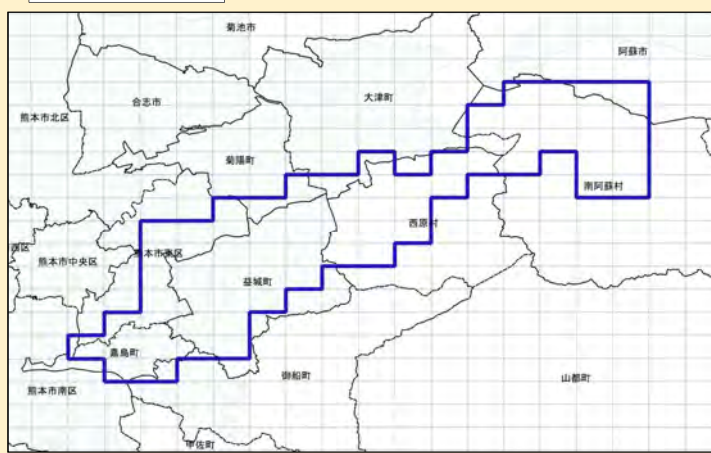 菊池市
阿蘇市
大津町
合志市
熊本市北区
菊陽町
南阿蘇村
西原村
西区
熊本市東区
熊本市中央区
益城町
嘉島町
御船町
山都町
熊本市南区
甲佐町